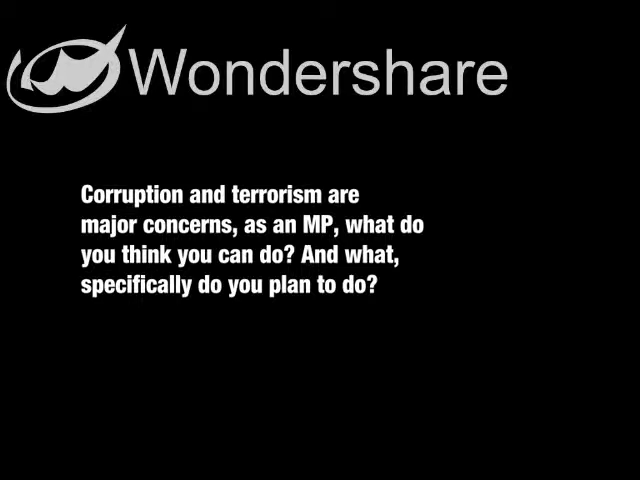 Wondershare
Corruption and terrorism are
major concerns, as an MP, what do
you think you can do? And what,
specifically do you plan to do?